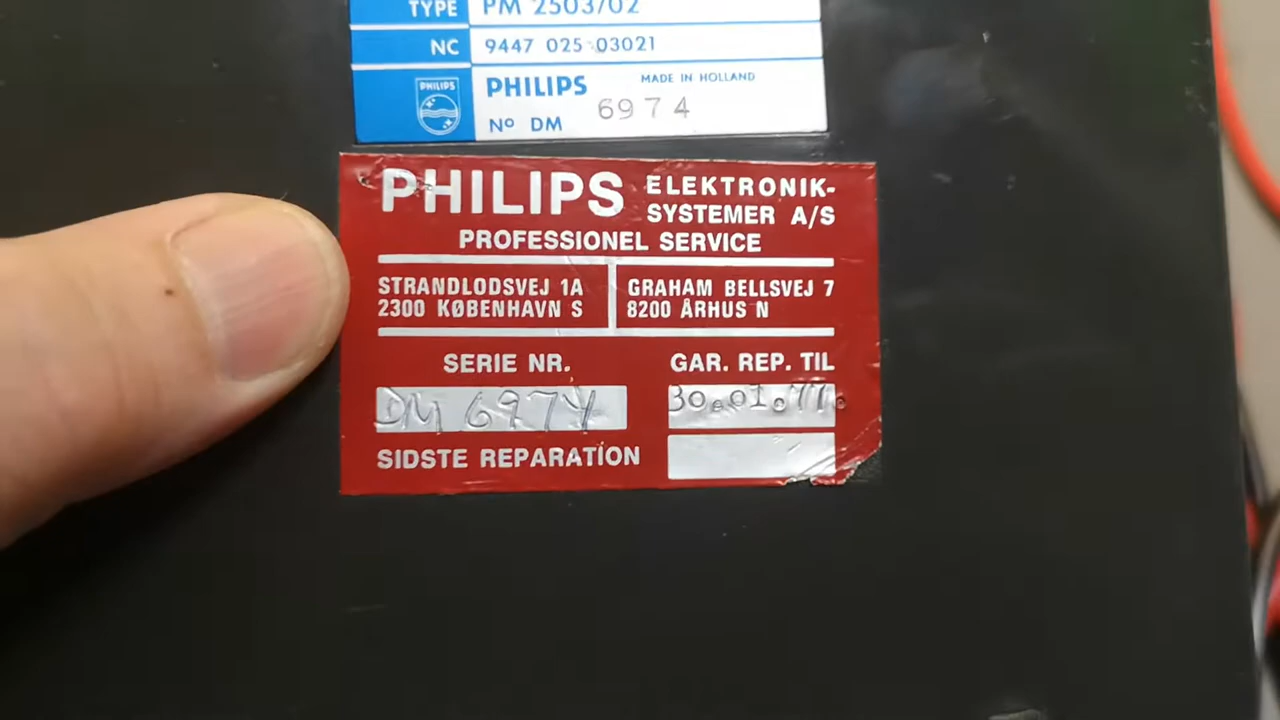 TYPE PM 2503/02
NC 9447 025 03021
PHILIPS
PHILIPS MADE IN HOLLAND
Nº DM 6974
PHILIPS ELEKTRONIK-
SYSTEMER A/S
PROFESSIONEL SERVICE
STRANDLODSVEJ 1A
2300 KØBENHAVN S
GRAHAM BELLSVEJ 7
8200 ÅRHUS N
SERIE NR. GAR. REP. TIL
DM 6974 30.01.77.
SIDSTE REPARATION